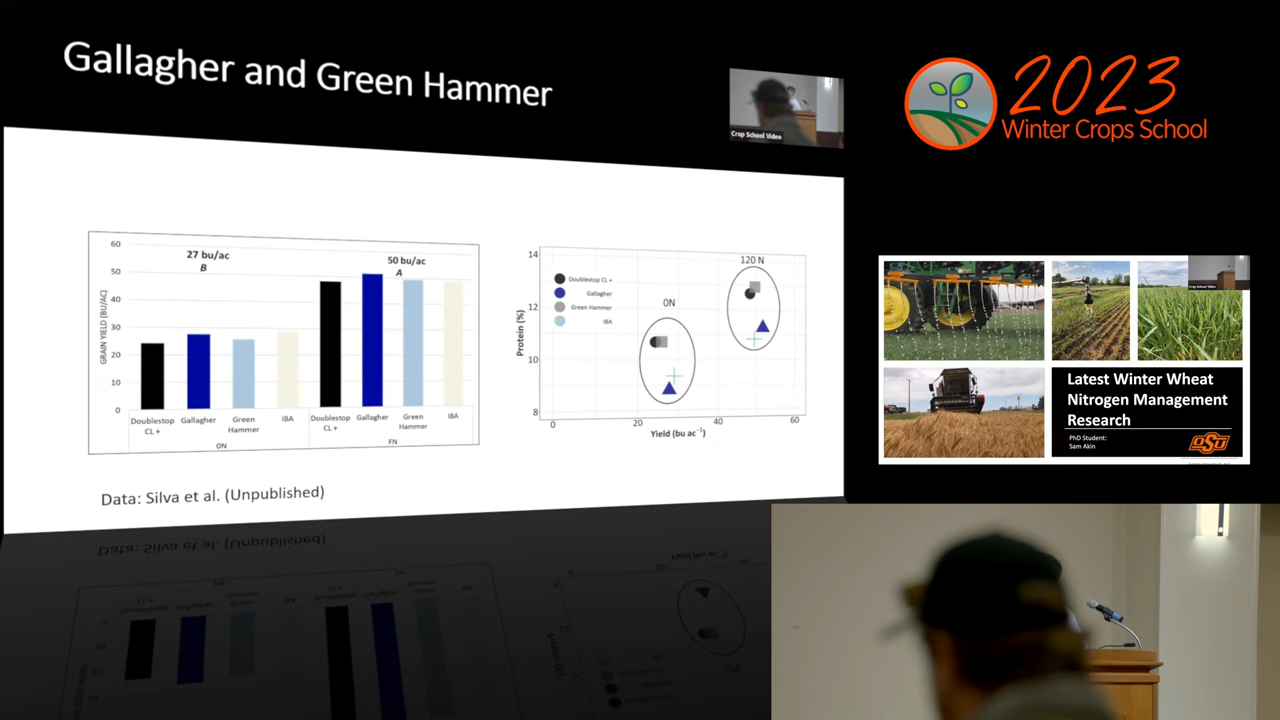 Gallagher and Green Hammer
Crop School Video
2023
Winter Crops School
60
50
40
30
20
10
0
GRAIN YIELD (BU/AC)
27 bu/ac
B
50 bu/ac
A
Doublestop CL +
Gallagher
Green Hammer
IBA
Doublestop CL +
Gallagher
Green Hammer
IBA
0N
FN
14
12
10
8
Protein (%)
Doublestop CL +
Gallagher
Green Hammer
IBA
0N
120 N
0
20
40
60
Yield (bu ac⁻¹)
Data: Silva et al. (Unpublished)
Latest Winter Wheat
Nitrogen Management
Research
PhD Student:
Sam Akin
OSU